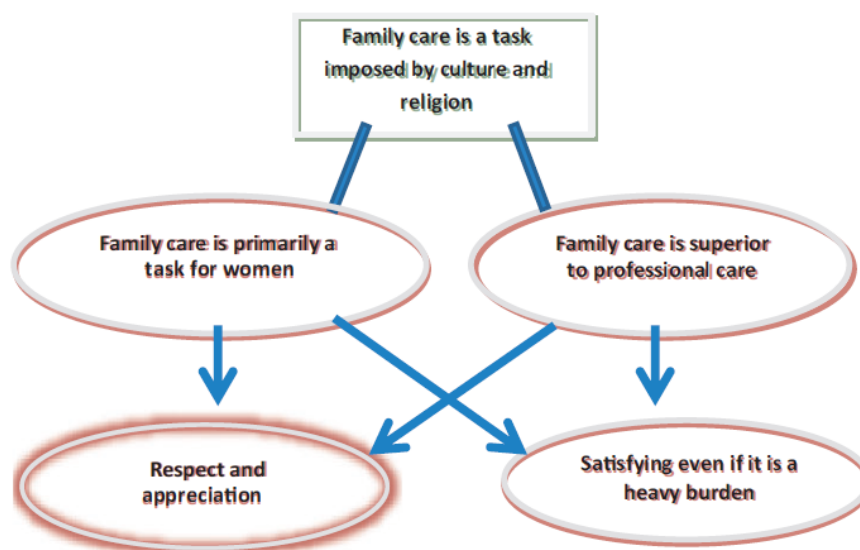 Family care is a task
imposed by culture and
religion
Family care is primarily a
task for women
Family care is superior
to professional care
Respect and
appreciation
Satisfying even if it is a
heavy burden